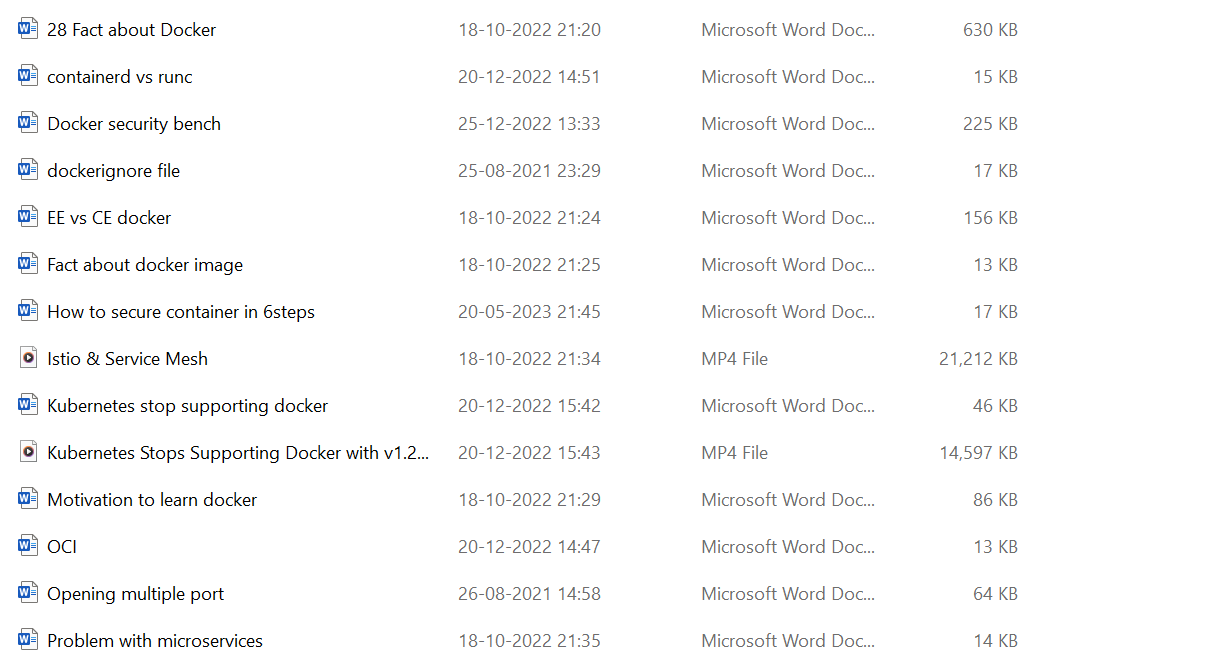 28 Fact about Docker 18-10-2022 21:20 Microsoft Word Doc... 630 KB
containerd vs runc 20-12-2022 14:51 Microsoft Word Doc... 15 KB
Docker security bench 25-12-2022 13:33 Microsoft Word Doc... 225 KB
dockerignore file 25-08-2021 23:29 Microsoft Word Doc... 17 KB
EE vs CE docker 18-10-2022 21:24 Microsoft Word Doc... 156 KB
Fact about docker image 18-10-2022 21:25 Microsoft Word Doc... 13 KB
How to secure container in 6steps 20-05-2023 21:45 Microsoft Word Doc... 17 KB
Istio & Service Mesh 18-10-2022 21:34 MP4 File 21,212 KB
Kubernetes stop supporting docker 20-12-2022 15:42 Microsoft Word Doc... 46 KB
Kubernetes Stops Supporting Docker with v1.2... 20-12-2022 15:43 MP4 File 14,597 KB
Motivation to learn docker 18-10-2022 21:29 Microsoft Word Doc... 86 KB
OCI 20-12-2022 14:47 Microsoft Word Doc... 13 KB
Opening multiple port 26-08-2021 14:58 Microsoft Word Doc... 64 KB
Problem with microservices 18-10-2022 21:35 Microsoft Word Doc... 14 KB